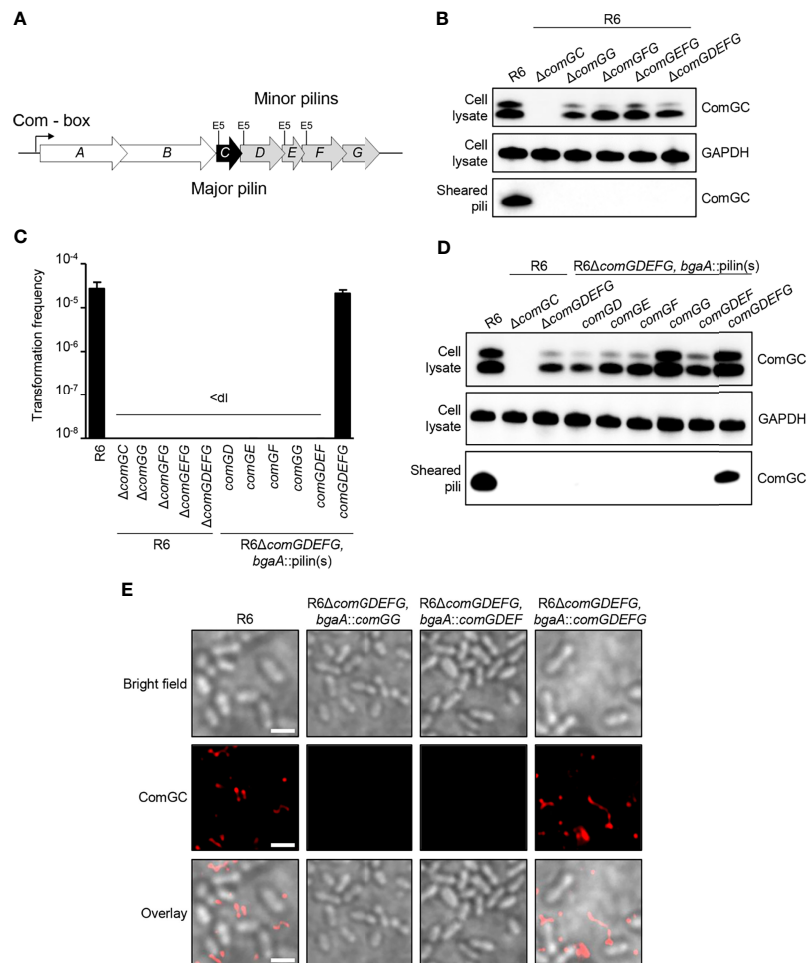 A
Com - box
Minor pilins
E5 E5 E5 E5
A B C D E F G
Major pilin
B
R6
R6 ΔcomGC ΔcomGG ΔcomGFG ΔcomGEFG ΔcomGDEFG
Cell lysate ComGC
Cell lysate GAPDH
Sheared pili ComGC
C
Transformation frequency
10-4
10-5
10-6
10-7
10-8
<dl
R6 ΔcomGC ΔcomGG ΔcomGFG ΔcomGEFG ΔcomGDEFG comGD comGE comGF comGG comGDEF comGDEFG
R6 R6ΔcomGDEFG,
bgaA::pilin(s)
D
R6 R6ΔcomGDEFG, bgaA::pilin(s)
R6 ΔcomGC ΔcomGDEFG comGD comGE comGF comGG comGDEF comGDEFG
Cell lysate ComGC
Cell lysate GAPDH
Sheared pili ComGC
E
R6 R6ΔcomGDEFG, bgaA::comGG R6ΔcomGDEFG, bgaA::comGDEF R6ΔcomGDEFG, bgaA::comGDEFG
Bright field
ComGC
Overlay